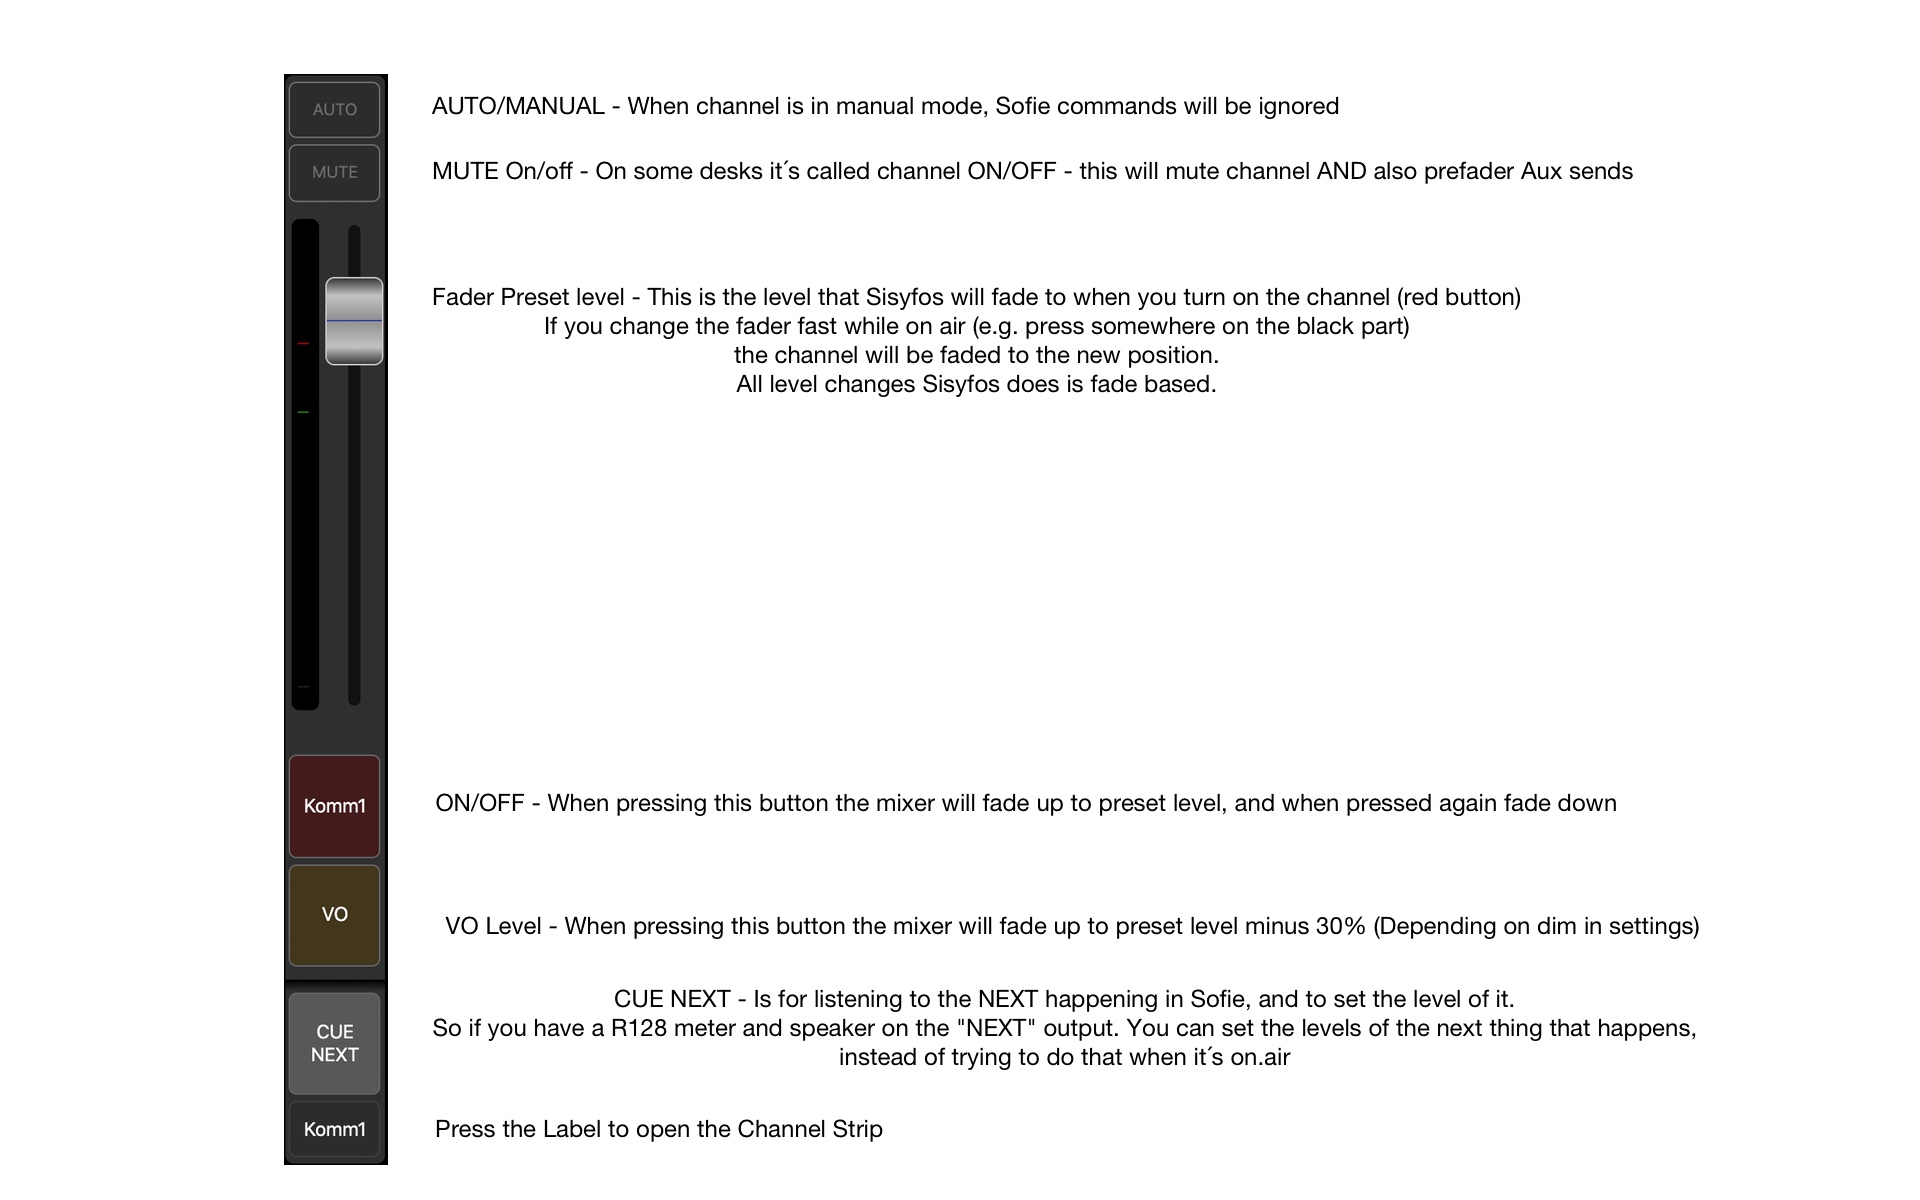 AUTO
AUTO/MANUAL - When channel is in manual mode, Sofie commands will be ignored
MUTE
MUTE On/off - On some desks it´s called channel ON/OFF - this will mute channel AND also prefader Aux sends
Fader Preset level - This is the level that Sisyfos will fade to when you turn on the channel (red button)
If you change the fader fast while on air (e.g. press somewhere on the black part)
the channel will be faded to the new position.
All level changes Sisyfos does is fade based.
Komm1
ON/OFF - When pressing this button the mixer will fade up to preset level, and when pressed again fade down
VO
VO Level - When pressing this button the mixer will fade up to preset level minus 30% (Depending on dim in settings)
CUE
NEXT
CUE NEXT - Is for listening to the NEXT happening in Sofie, and to set the level of it.
So if you have a R128 meter and speaker on the "NEXT" output. You can set the levels of the next thing that happens,
instead of trying to do that when it´s on.air
Komm1
Press the Label to open the Channel Strip